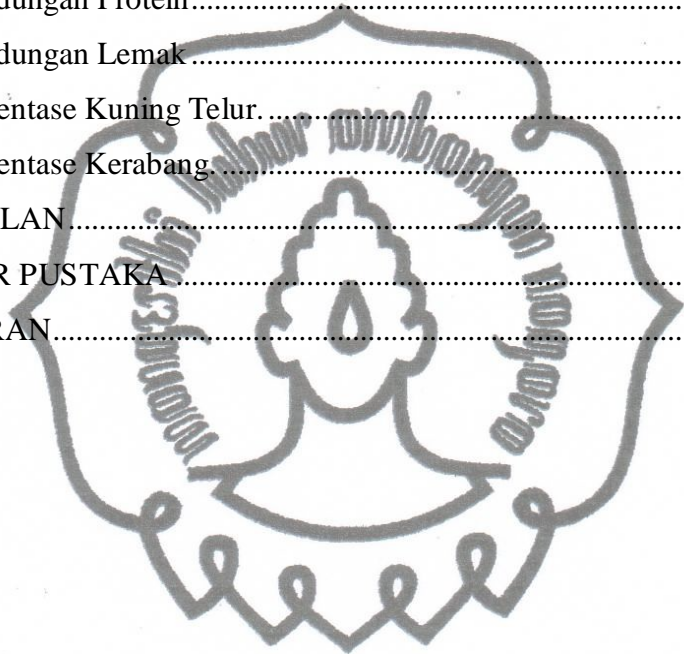 dungan Protein..........................................................
dungan Lemak ..........................................................
entase Kuning Telur. ................................................
entase Kerabang. ......................................................
LAN..........................................................................
R PUSTAKA ............................................................
RAN...........................................................................